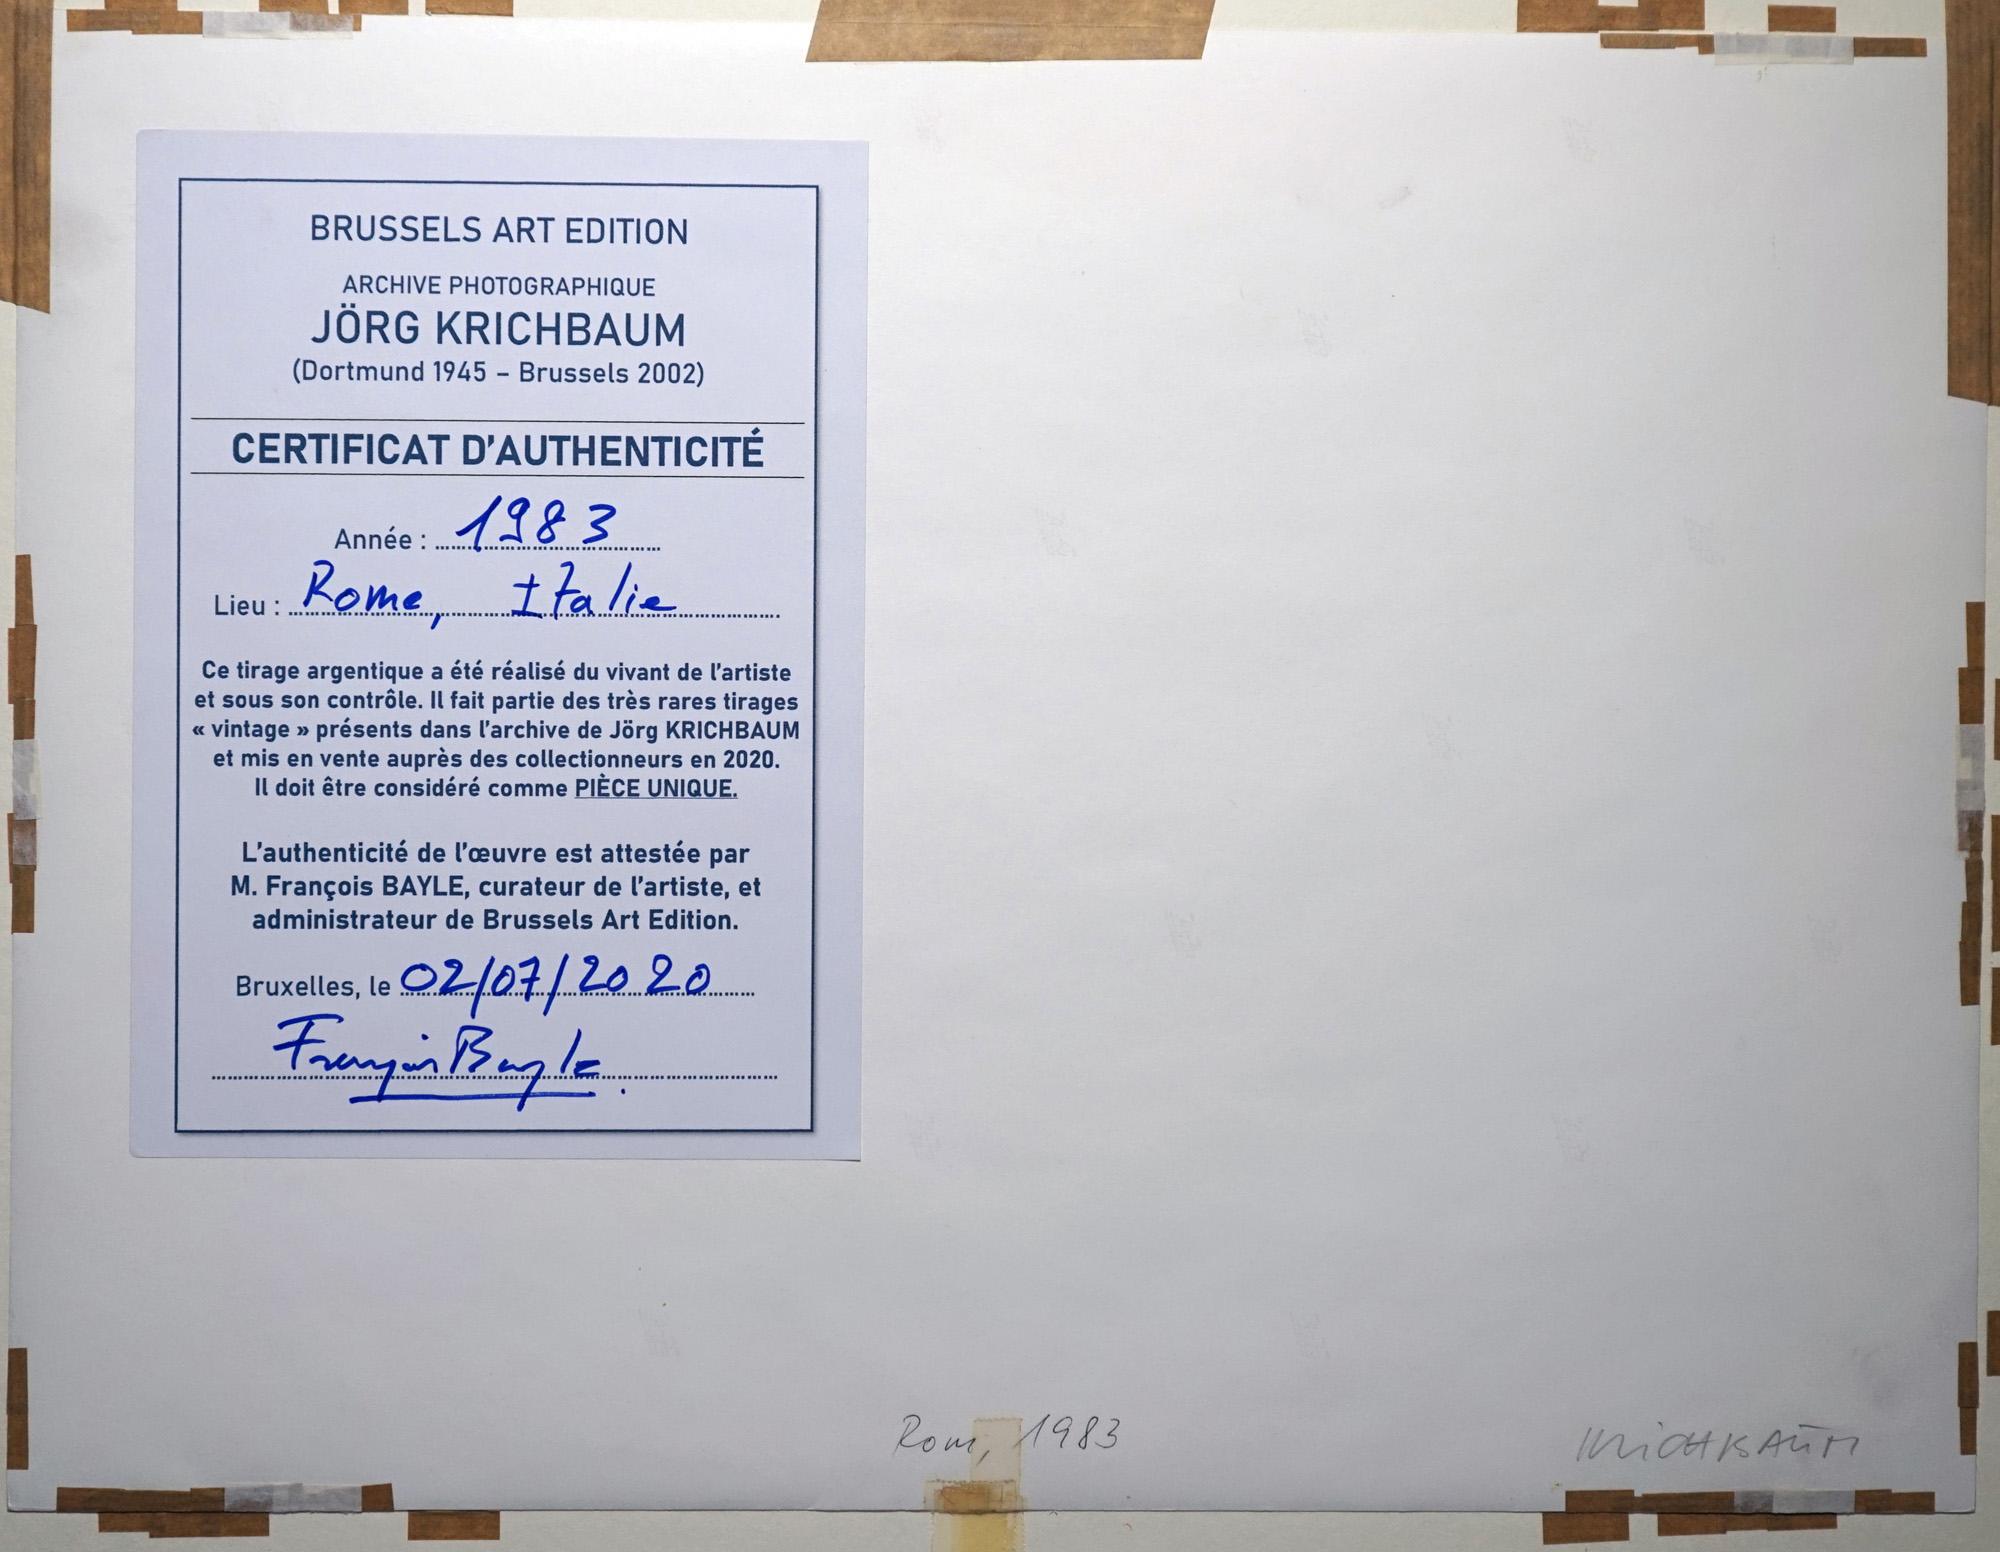 BRUSSELS ART EDITION
ARCHIVE PHOTOGRAPHIQUE
JÖRG KRICHBAUM
(Dortmund 1945 – Brussels 2002)
CERTIFICAT D'AUTHENTICITÉ
Année : 1983
Lieu : Rome, Italie
Ce tirage argentique a été réalisé du vivant de l'artiste
et sous son contrôle. Il fait partie des très rares tirages
« vintage » présents dans l'archive de Jörg KRICHBAUM
et mis en vente auprès des collectionneurs en 2020.
Il doit être considéré comme PIÈCE UNIQUE.
L'authenticité de l'œuvre est attestée par
M. François BAYLE, curateur de l'artiste, et
administrateur de Brussels Art Edition.
Bruxelles, le 02/07/2020
François Bayle.
Rom, 1983
KRICHBAUM